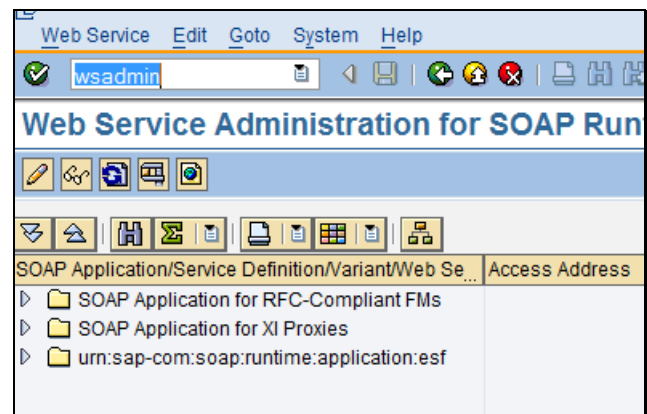 Web Service Edit Goto System Help
wsadmin
Web Service Administration for SOAP Run
SOAP Application/Service Definition/Variant/Web Se... Access Address
SOAP Application for RFC-Compliant FMs
SOAP Application for XI Proxies
urn:sap-com:soap:runtime:application:esf